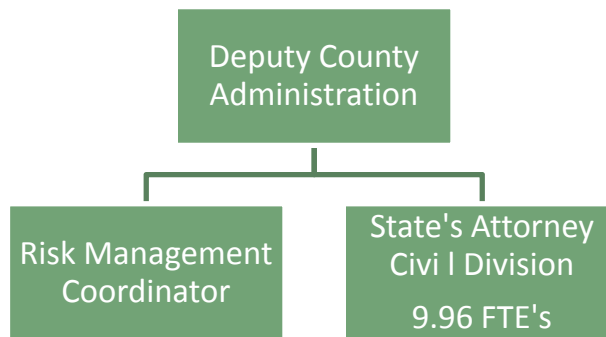 Deputy County
Administration
Risk Management
Coordinator
State's Attorney
Civi l Division
9.96 FTE's